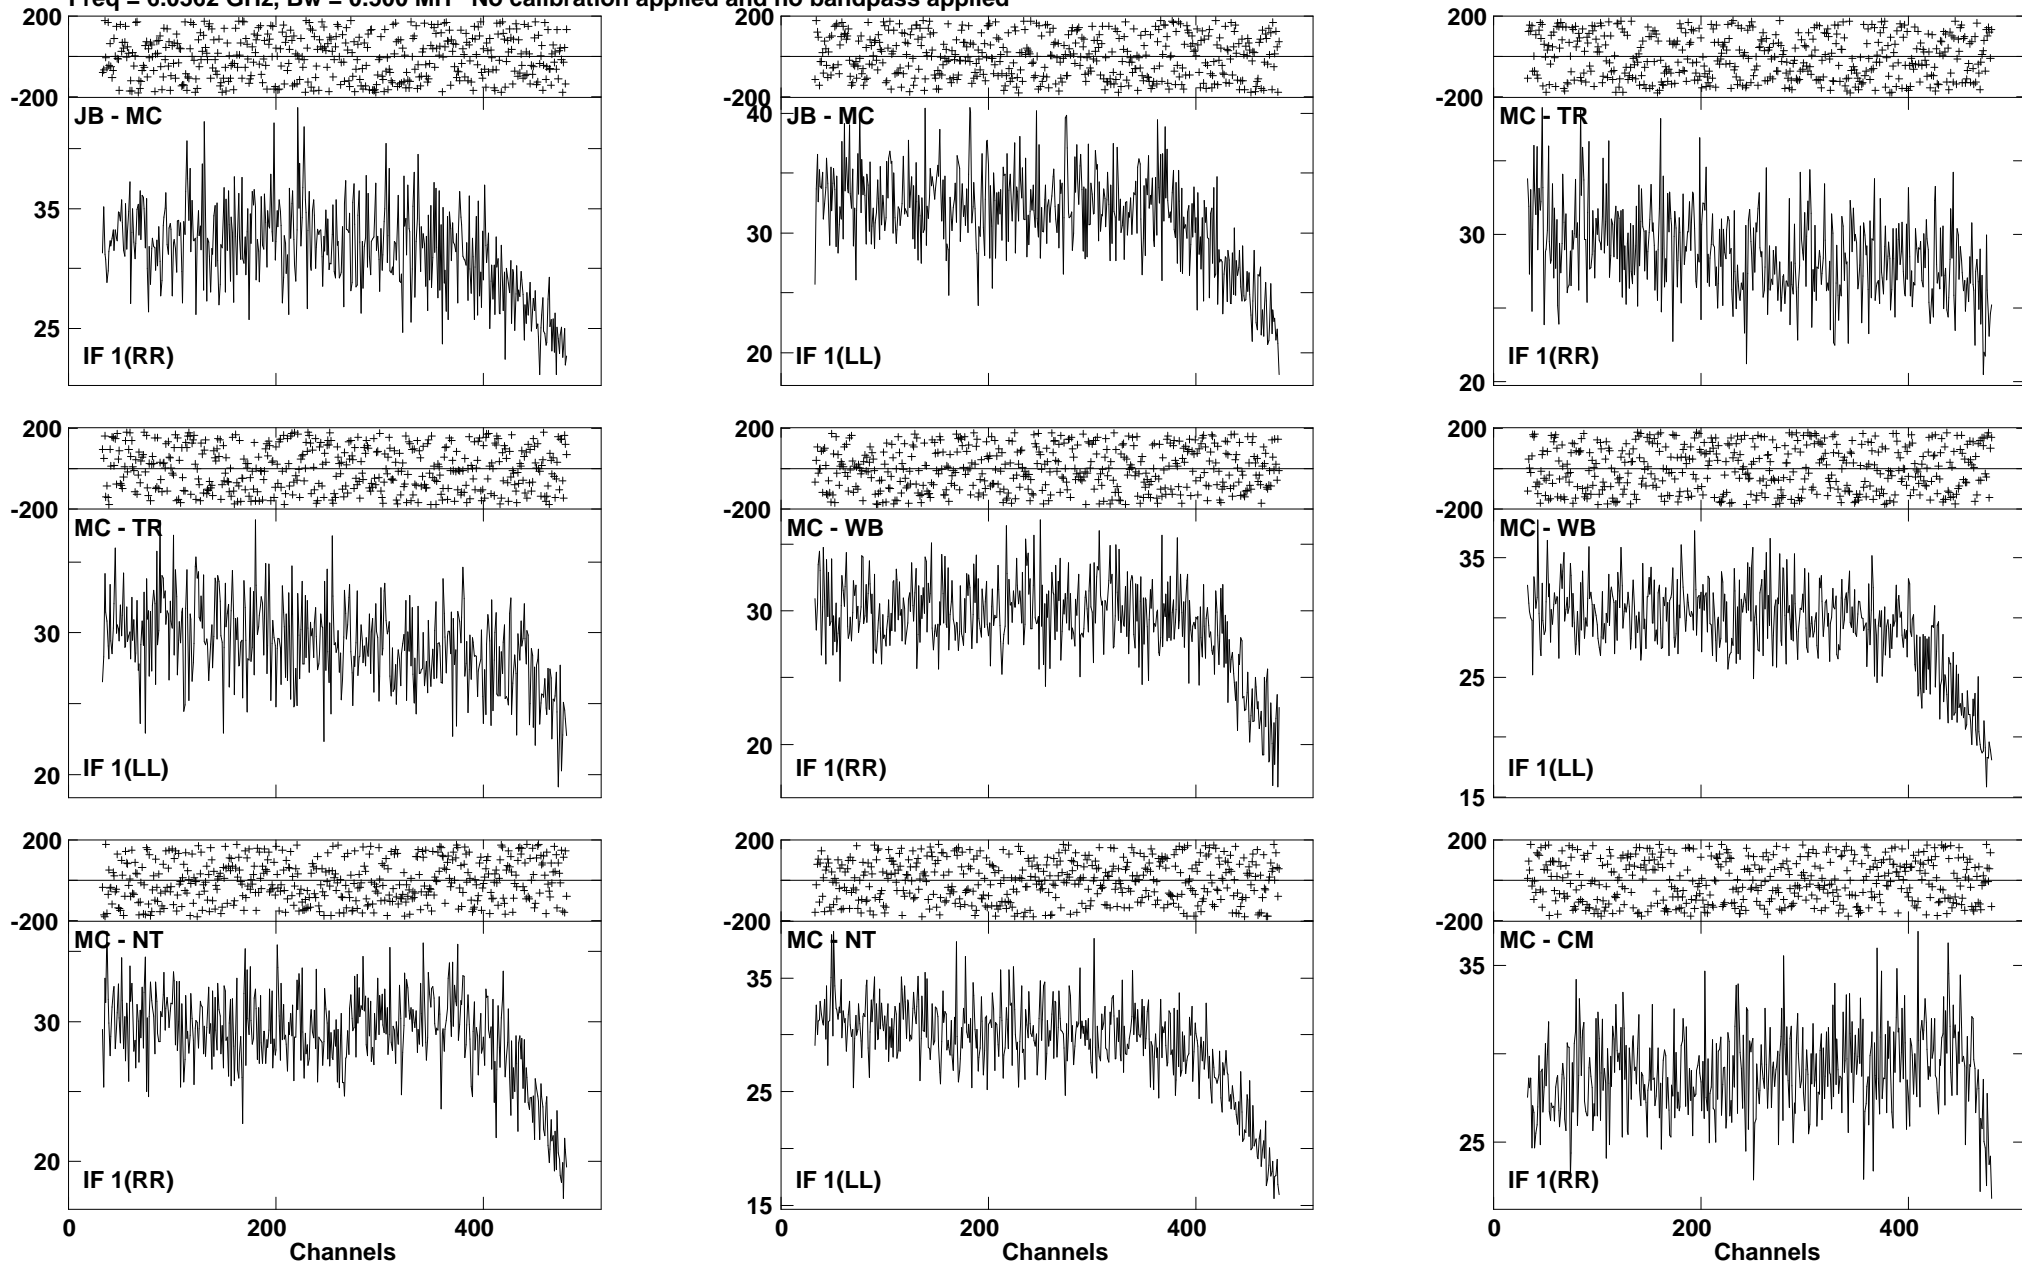 No calibration applied and no bandpass applied
200
-200
JB - MC
35
25
IF 1(RR)
200
-200
40
JB - MC
30
20
IF 1(LL)
200
-200
MC - TR
30
20
IF 1(RR)
200
-200
MC - TR
30
20
IF 1(LL)
200
-200
MC - WB
30
20
IF 1(RR)
200
-200
MC - WB
35
25
15
IF 1(LL)
200
-200
MC - NT
30
20
IF 1(RR)
0 200 400
Channels
200
-200
MC - NT
35
25
15
IF 1(LL)
0 200 400
Channels
200
-200
MC - CM
35
25
IF 1(RR)
0 200 400
Channels